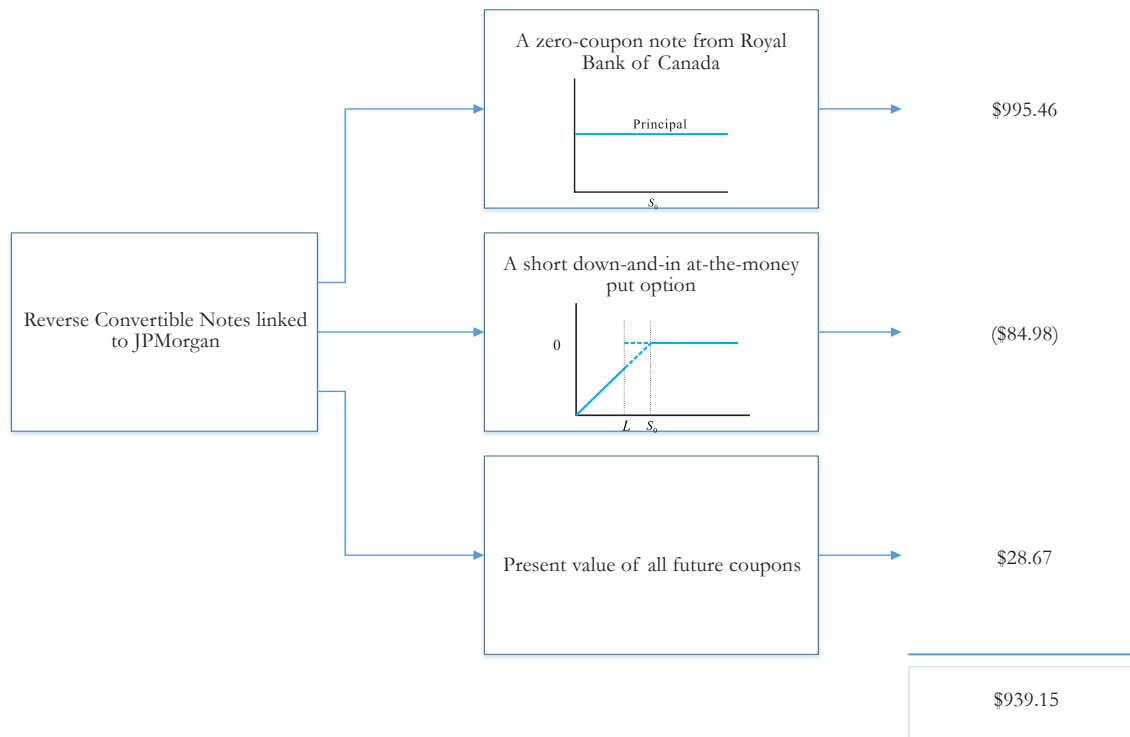 A zero-coupon note from Royal
Bank of Canada
Principal
S₀
$995.46
Reverse Convertible Notes linked
to JPMorgan
A short down-and-in at-the-money
put option
0
L S₀
($84.98)
Present value of all future coupons
$28.67
$939.15